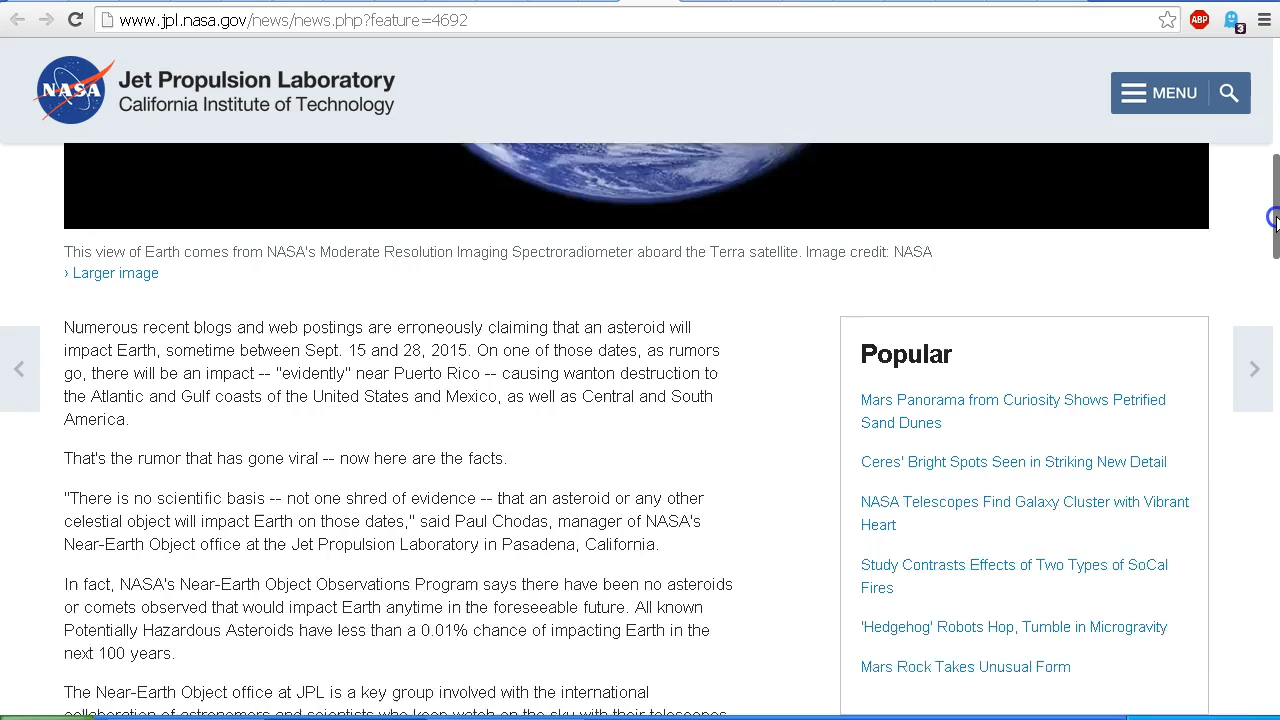 www.jpl.nasa.gov/news/news.php?feature=4692
ABP
3
NASA
Jet Propulsion Laboratory
California Institute of Technology
MENU
This view of Earth comes from NASA's Moderate Resolution Imaging Spectroradiometer aboard the Terra satellite. Image credit: NASA
› Larger image
Numerous recent blogs and web postings are erroneously claiming that an asteroid will
impact Earth, sometime between Sept. 15 and 28, 2015. On one of those dates, as rumors
go, there will be an impact -- "evidently" near Puerto Rico -- causing wanton destruction to
the Atlantic and Gulf coasts of the United States and Mexico, as well as Central and South
America.
That's the rumor that has gone viral -- now here are the facts.
"There is no scientific basis -- not one shred of evidence -- that an asteroid or any other
celestial object will impact Earth on those dates," said Paul Chodas, manager of NASA's
Near-Earth Object office at the Jet Propulsion Laboratory in Pasadena, California.
In fact, NASA's Near-Earth Object Observations Program says there have been no asteroids
or comets observed that would impact Earth anytime in the foreseeable future. All known
Potentially Hazardous Asteroids have less than a 0.01% chance of impacting Earth in the
next 100 years.
The Near-Earth Object office at JPL is a key group involved with the international
collaboration of astronomers and scientists who keep watch on the sky with their telescopes,
Popular
Mars Panorama from Curiosity Shows Petrified
Sand Dunes
Ceres' Bright Spots Seen in Striking New Detail
NASA Telescopes Find Galaxy Cluster with Vibrant
Heart
Study Contrasts Effects of Two Types of SoCal
Fires
'Hedgehog' Robots Hop, Tumble in Microgravity
Mars Rock Takes Unusual Form